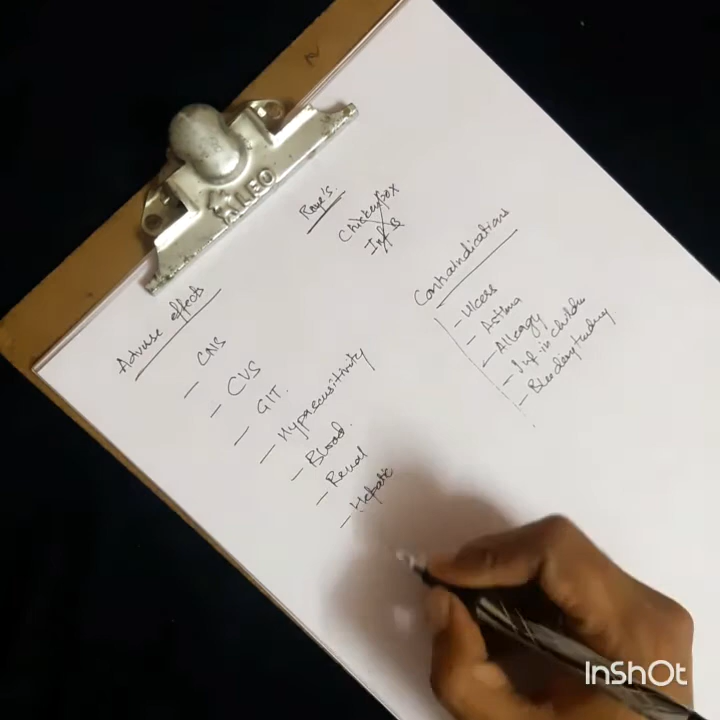 Reye's.
Chickenpox
Inf B
Adverse effects
- CNS
- CVS
- GIT.
- Hypersensitivity
- Blood.
- Renal
- Hepatic
Contraindications
- Ulcers
- Asthma
- Allergy
- Inf in children
- Bleeding tendency
InShOt